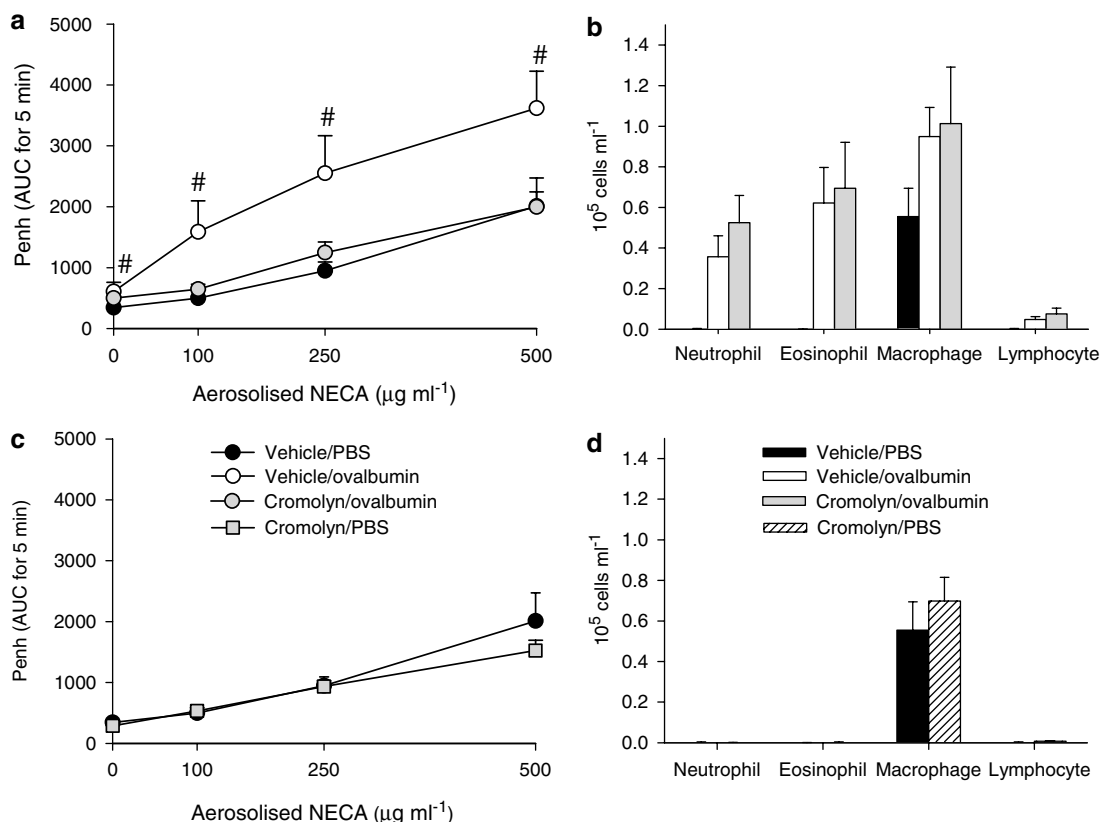 a
5000
4000
3000
2000
1000
0
Penh (AUC for 5 min)
#
#
#
#
0
100
250
500
Aerosolised NECA (µg ml-1)
b
1.4
1.2
1.0
0.8
0.6
0.4
0.2
0.0
10⁵ cells ml-1
Neutrophil
Eosinophil
Macrophage
Lymphocyte
c
5000
4000
3000
2000
1000
0
Penh (AUC for 5 min)
Vehicle/PBS
Vehicle/ovalbumin
Cromolyn/ovalbumin
Cromolyn/PBS
0
100
250
500
Aerosolised NECA (µg ml-1)
d
1.4
1.2
1.0
0.8
0.6
0.4
0.2
0.0
10⁵ cells ml-1
Vehicle/PBS
Vehicle/ovalbumin
Cromolyn/ovalbumin
Cromolyn/PBS
Neutrophil
Eosinophil
Macrophage
Lymphocyte